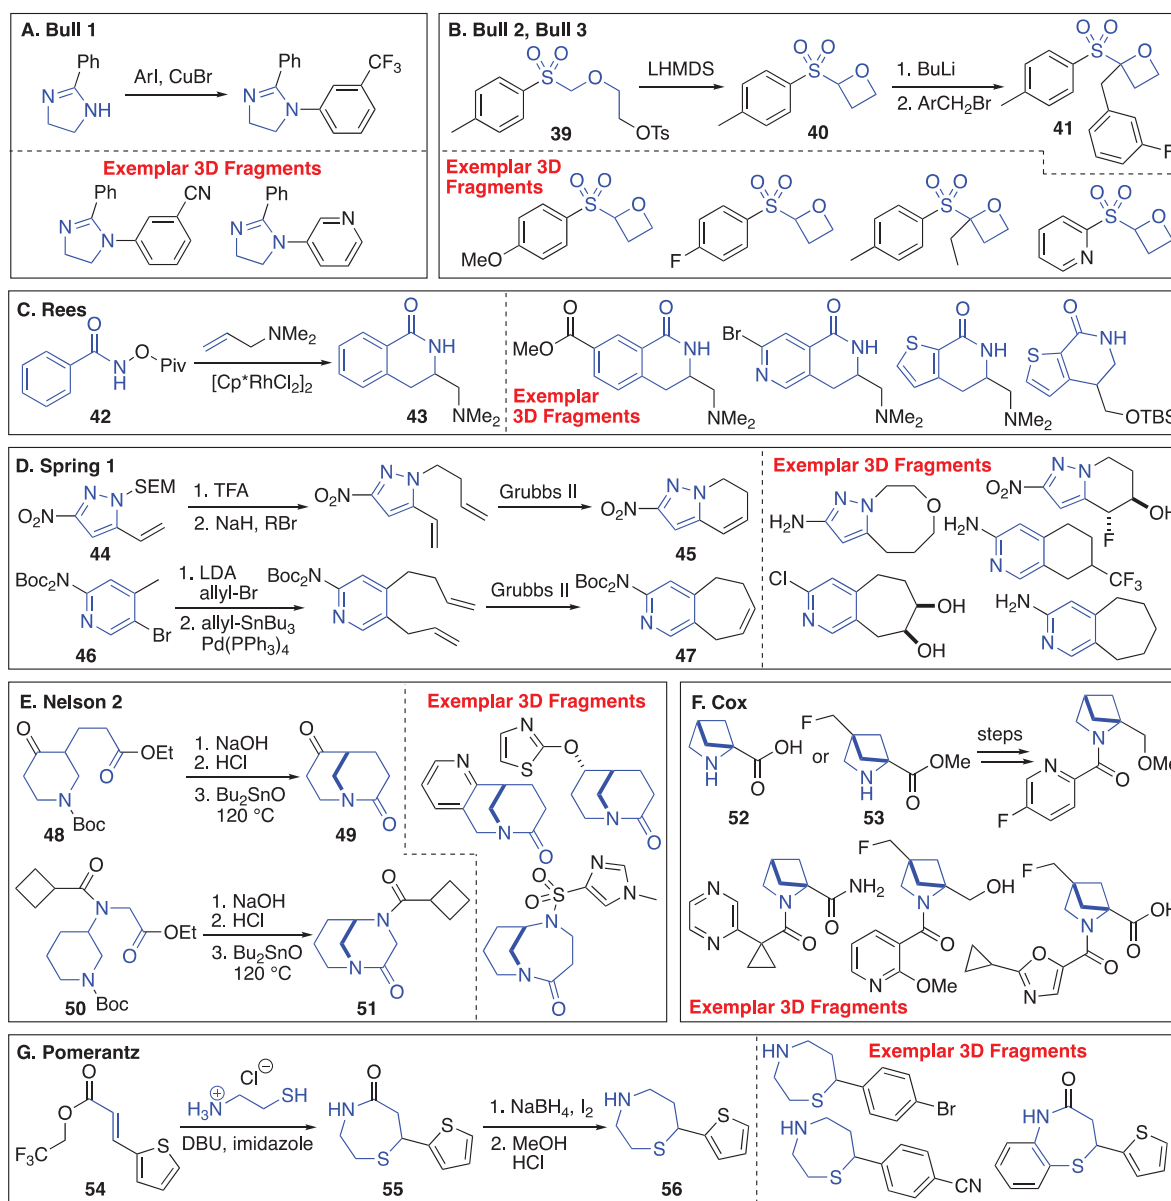 A. Bull 1
Ph
N
NH
ArI, CuBr
Ph
N
N
CF3
Exemplar 3D Fragments
Ph
N
N
CN
Ph
N
N
N
B. Bull 2, Bull 3
O O
S
O
OTs
39
LHMDS
O O
S
O
40
1. BuLi
2. ArCH2Br
O O
S
O
F
41
Exemplar 3D
Fragments
O O
S
O
MeO
O O
S
O
F
O O
S
O
O O
S
O
N
C. Rees
O
N
H
O
Piv
42
NMe2
[Cp*RhCl2]2
O
NH
NMe2
43
O
MeO
O
NH
NMe2
Exemplar
3D Fragments
Br
N
O
NH
NMe2
S
O
NH
NMe2
O
NH
S
OTBS
D. Spring 1
SEM
N
N
O2N
44
1. TFA
2. NaH, RBr
N
N
O2N
Grubbs II
N
N
O2N
45
Boc2N
N
Br
46
1. LDA
allyl-Br
2. allyl-SnBu3
Pd(PPh3)4
Boc2N
N
Grubbs II
Boc2N
N
47
Exemplar 3D Fragments
N
N
O
H2N
N
N
O2N
OH
F
H2N
N
CF3
Cl
N
OH
OH
H2N
N
E. Nelson 2
O
OEt
O
N
Boc
48
1. NaOH
2. HCl
3. Bu2SnO
120 °C
O
N
O
49
O
N
OEt
O
N
Boc
50
1. NaOH
2. HCl
3. Bu2SnO
120 °C
O
N
N
O
51
Exemplar 3D Fragments
N
N
O
N
S
O
N
O
O
S
O
N
N
N
N
O
F. Cox
N
H
OH
O
52
or
F
N
H
OMe
O
53
steps
N
OMe
O
N
F
N
N
N
NH2
O
O
F
N
OH
O
N
OMe
F
N
OH
O
O
O
N
Exemplar 3D Fragments
G. Pomerantz
O
O
F3C
S
54
Cl⊖
H3N⊕
SH
DBU, imidazole
O
HN
S
S
55
1. NaBH4, I2
2. MeOH
HCl
HN
S
S
56
Exemplar 3D Fragments
HN
S
Br
HN
S
CN
O
HN
S
S